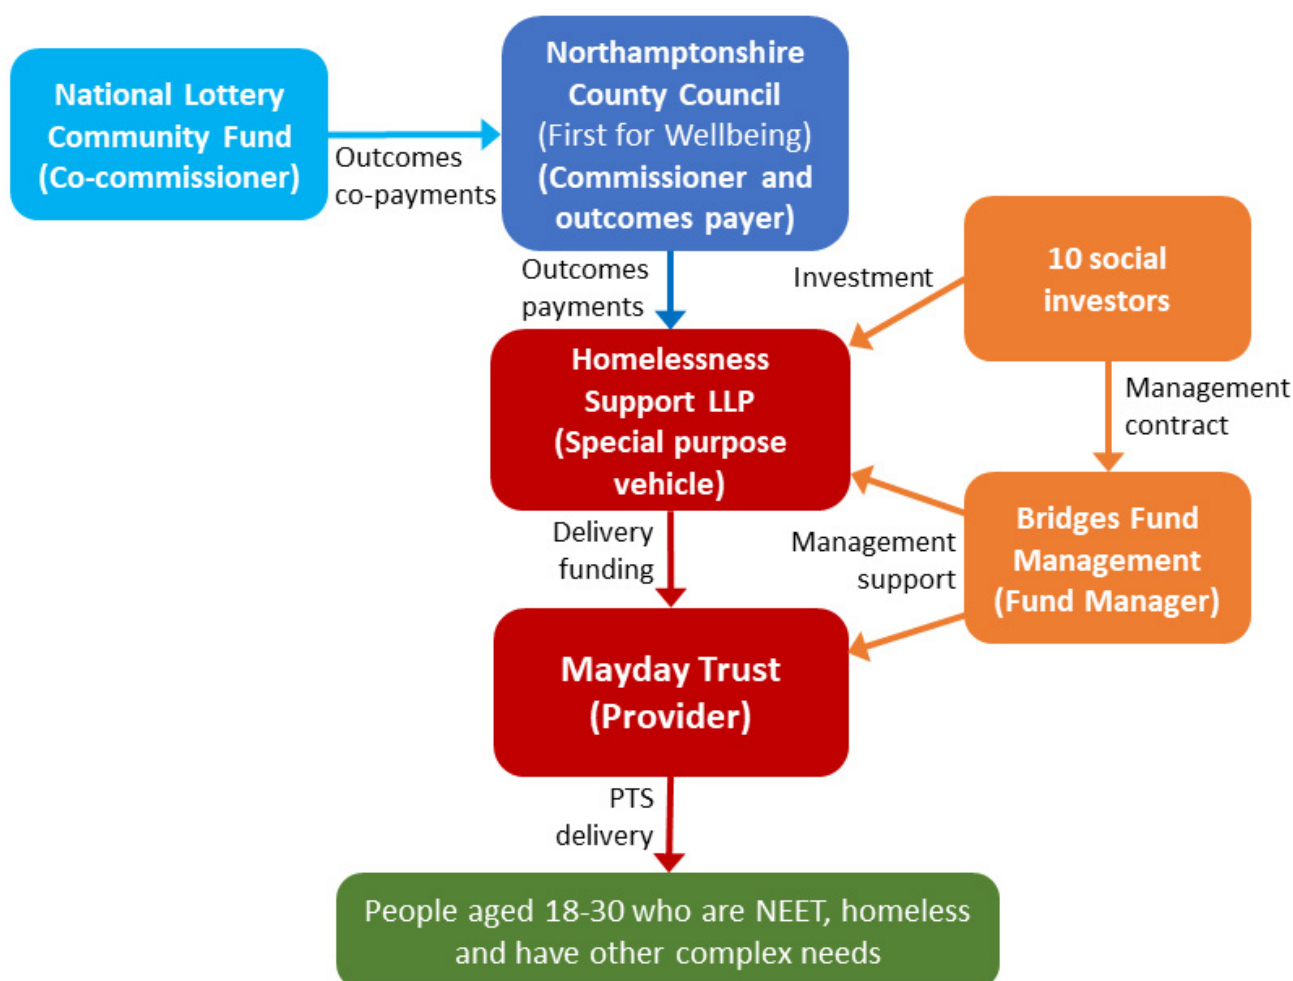 National Lottery
Community Fund
(Co-commissioner)
Outcomes
co-payments
Northamptonshire
County Council
(First for Wellbeing)
(Commissioner and
outcomes payer)
Outcomes
payments
Investment
10 social
investors
Management
contract
Homelessness
Support LLP
(Special purpose
vehicle)
Bridges Fund
Management
(Fund Manager)
Management
support
Delivery
funding
Mayday Trust
(Provider)
PTS
delivery
People aged 18-30 who are NEET, homeless
and have other complex needs